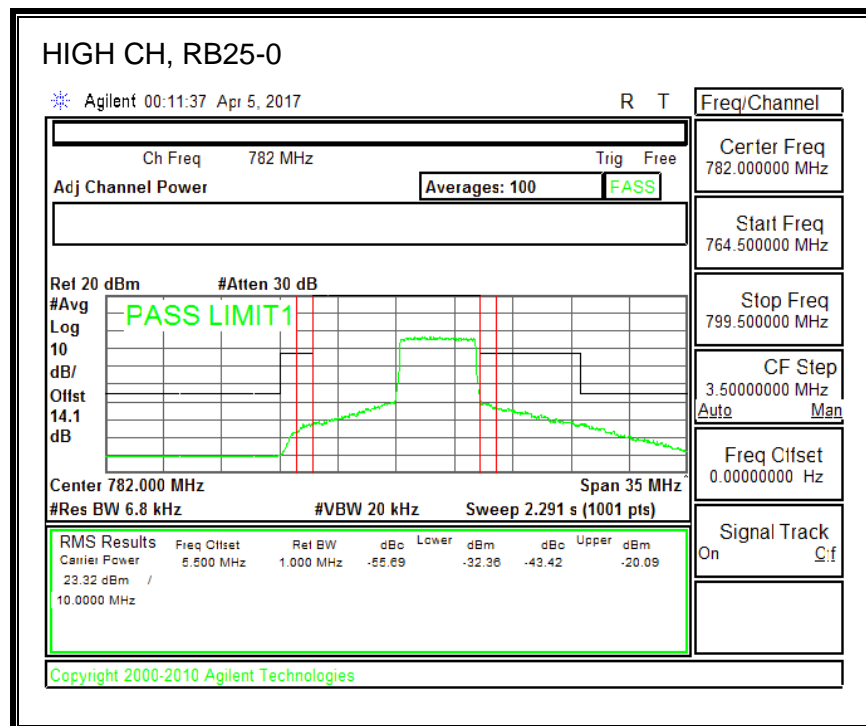 HIGH CH, RB25-0
Agilent 00:11:37 Apr 5, 2017 R T
Freq/Channel
Ch Freq 782 MHz Trig Free
Adj Channel Power Averages: 100 PASS
Center Freq
782.000000 MHz
Start Freq
764.500000 MHz
Ref 20 dBm #Atten 30 dB
#Avg
Log
10
dB/
Offst
14.1
dB
PASS LIMIT1
Stop Freq
799.500000 MHz
CF Step
3.50000000 MHz
Auto Man
Freq Offset
0.00000000 Hz
Center 782.000 MHz Span 35 MHz
#Res BW 6.8 kHz #VBW 20 kHz Sweep 2.291 s (1001 pts)
Signal Track
On Off
RMS Results Freq Offset Ref BW dBc Lower dBm dBc Upper dBm
Carrier Power 5.500 MHz 1.000 MHz -55.69 -32.36 -43.42 -20.09
23.32 dBm /
10.0000 MHz
Copyright 2000-2010 Agilent Technologies